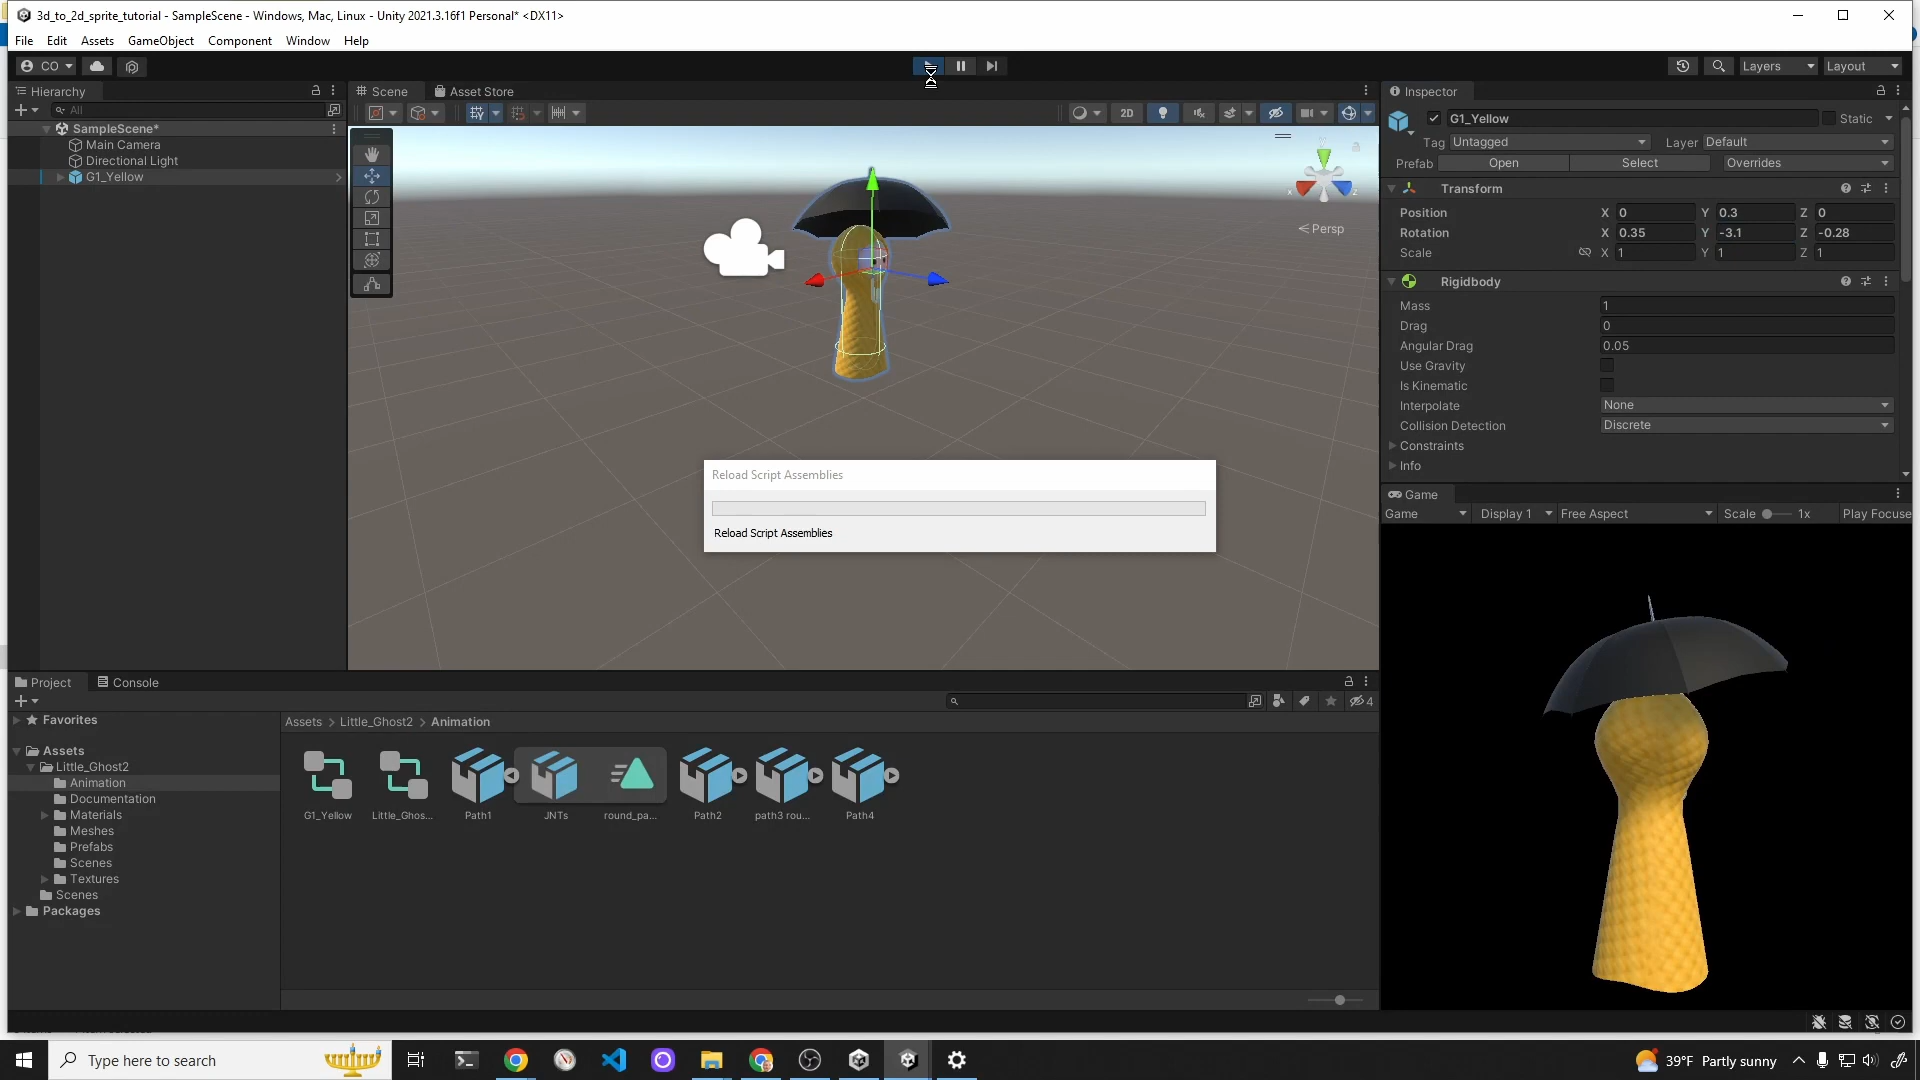 3d_to_2d_sprite_tutorial - SampleScene - Windows, Mac, Linux - Unity 2021.3.16f1 Personal* <DX11>
File Edit Assets GameObject Component Window Help
CO
Layers
Layout
Hierarchy
Scene
Asset Store
Inspector
All
2D
SampleScene*
Main Camera
Directional Light
G1_Yellow
Persp
G1_Yellow
Static
Tag Untagged
Layer Default
Prefab Open Select Overrides
Transform
Position X 0 Y 0.3 Z 0
Rotation X 0.35 Y -3.1 Z -0.28
Scale X 1 Y 1 Z 1
Rigidbody
Mass 1
Drag 0
Angular Drag 0.05
Use Gravity
Is Kinematic
Interpolate None
Collision Detection Discrete
Constraints
Info
Reload Script Assemblies
Reload Script Assemblies
Game
Game Display 1 Free Aspect Scale 1x Play Focuse
Project
Console
4
Favorites
Assets
Little_Ghost2
Animation
Documentation
Materials
Meshes
Prefabs
Scenes
Textures
Scenes
Packages
Assets > Little_Ghost2 > Animation
G1_Yellow
Little_Ghos...
Path1
JNTs
round_pa...
Path2
path3 rou...
Path4
Type here to search
39°F Partly sunny